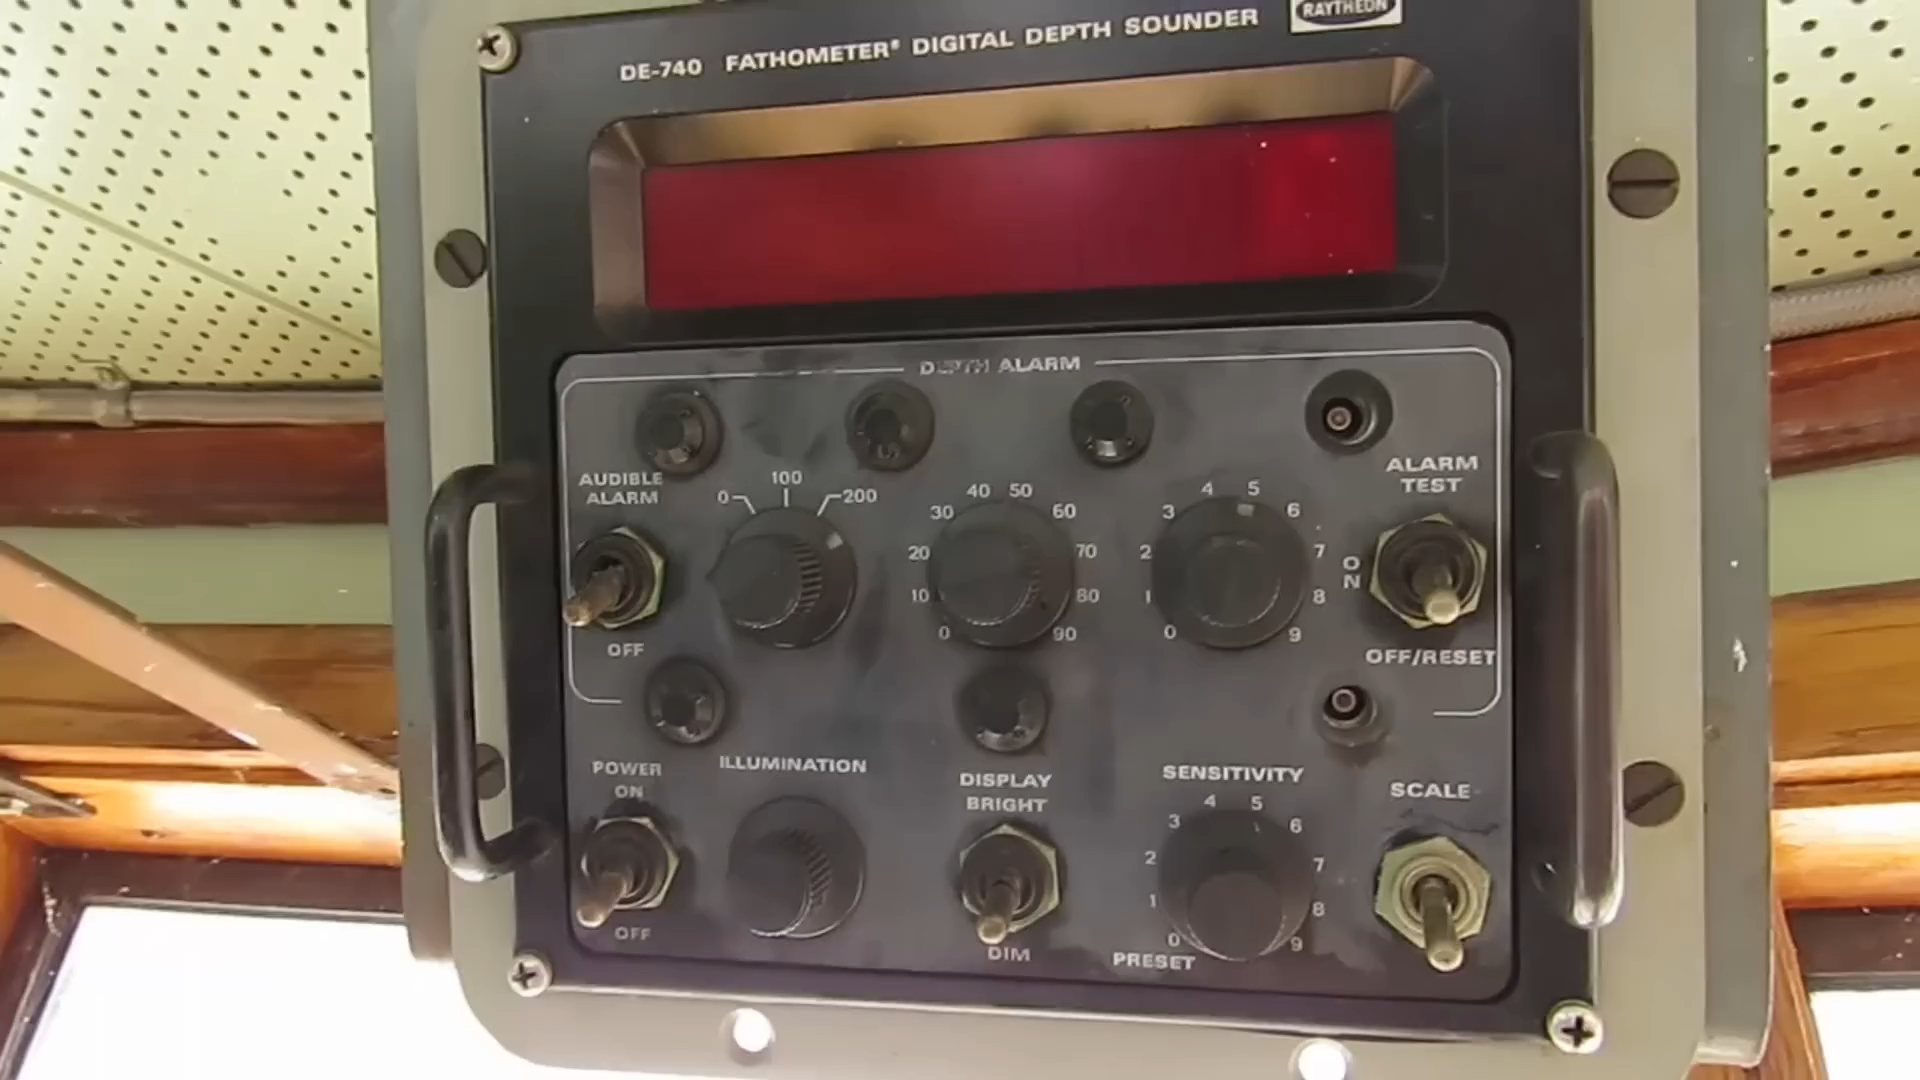 RAYTHEON
DE-740 FATHOMETER® DIGITAL DEPTH SOUNDER
DEPTH ALARM
AUDIBLE
ALARM
OFF
0 100 200
0 10 20 30 40 50 60 70 80 90
0 1 2 3 4 5 6 7 8 9
ALARM
TEST
ON
OFF/RESET
POWER
ON
OFF
ILLUMINATION
DISPLAY
BRIGHT
DIM
SENSITIVITY
0 1 2 3 4 5 6 7 8 9
PRESET
SCALE